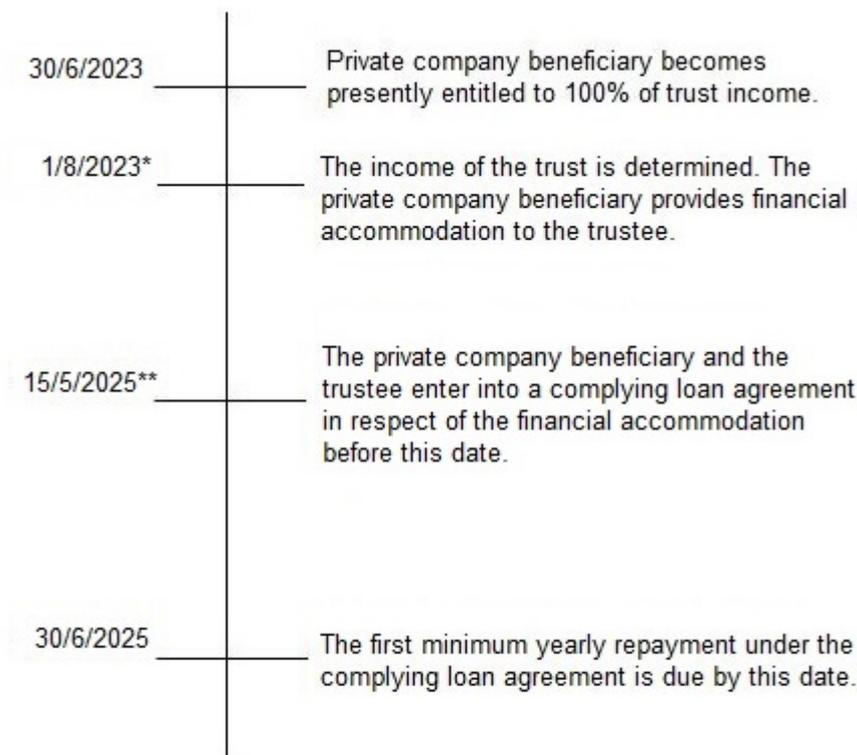 30/6/2023
Private company beneficiary becomes
presently entitled to 100% of trust income.
1/8/2023*
The income of the trust is determined. The
private company beneficiary provides financial
accommodation to the trustee.
15/5/2025**
The private company beneficiary and the
trustee enter into a complying loan agreement
in respect of the financial accommodation
before this date.
30/6/2025
The first minimum yearly repayment under the
complying loan agreement is due by this date.